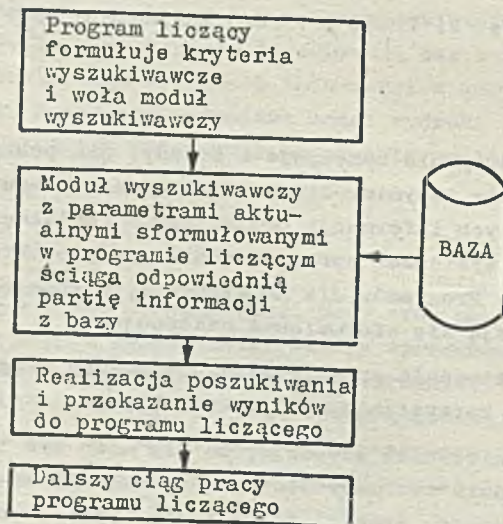 Program liczący
formułuje kryteria
wyszukiwawcze
i woła moduł
wyszukiwawczy
Moduł wyszukiwawczy
z parametrami aktu-
alnymi sformułowanymi
w programie liczącym
ściąga odpowiednią
partię informacji
z bazy
BAZA
Realizacja poszukiwania
i przekazanie wyników
do programu liczącego
Dalszy ciąg pracy
programu liczącego